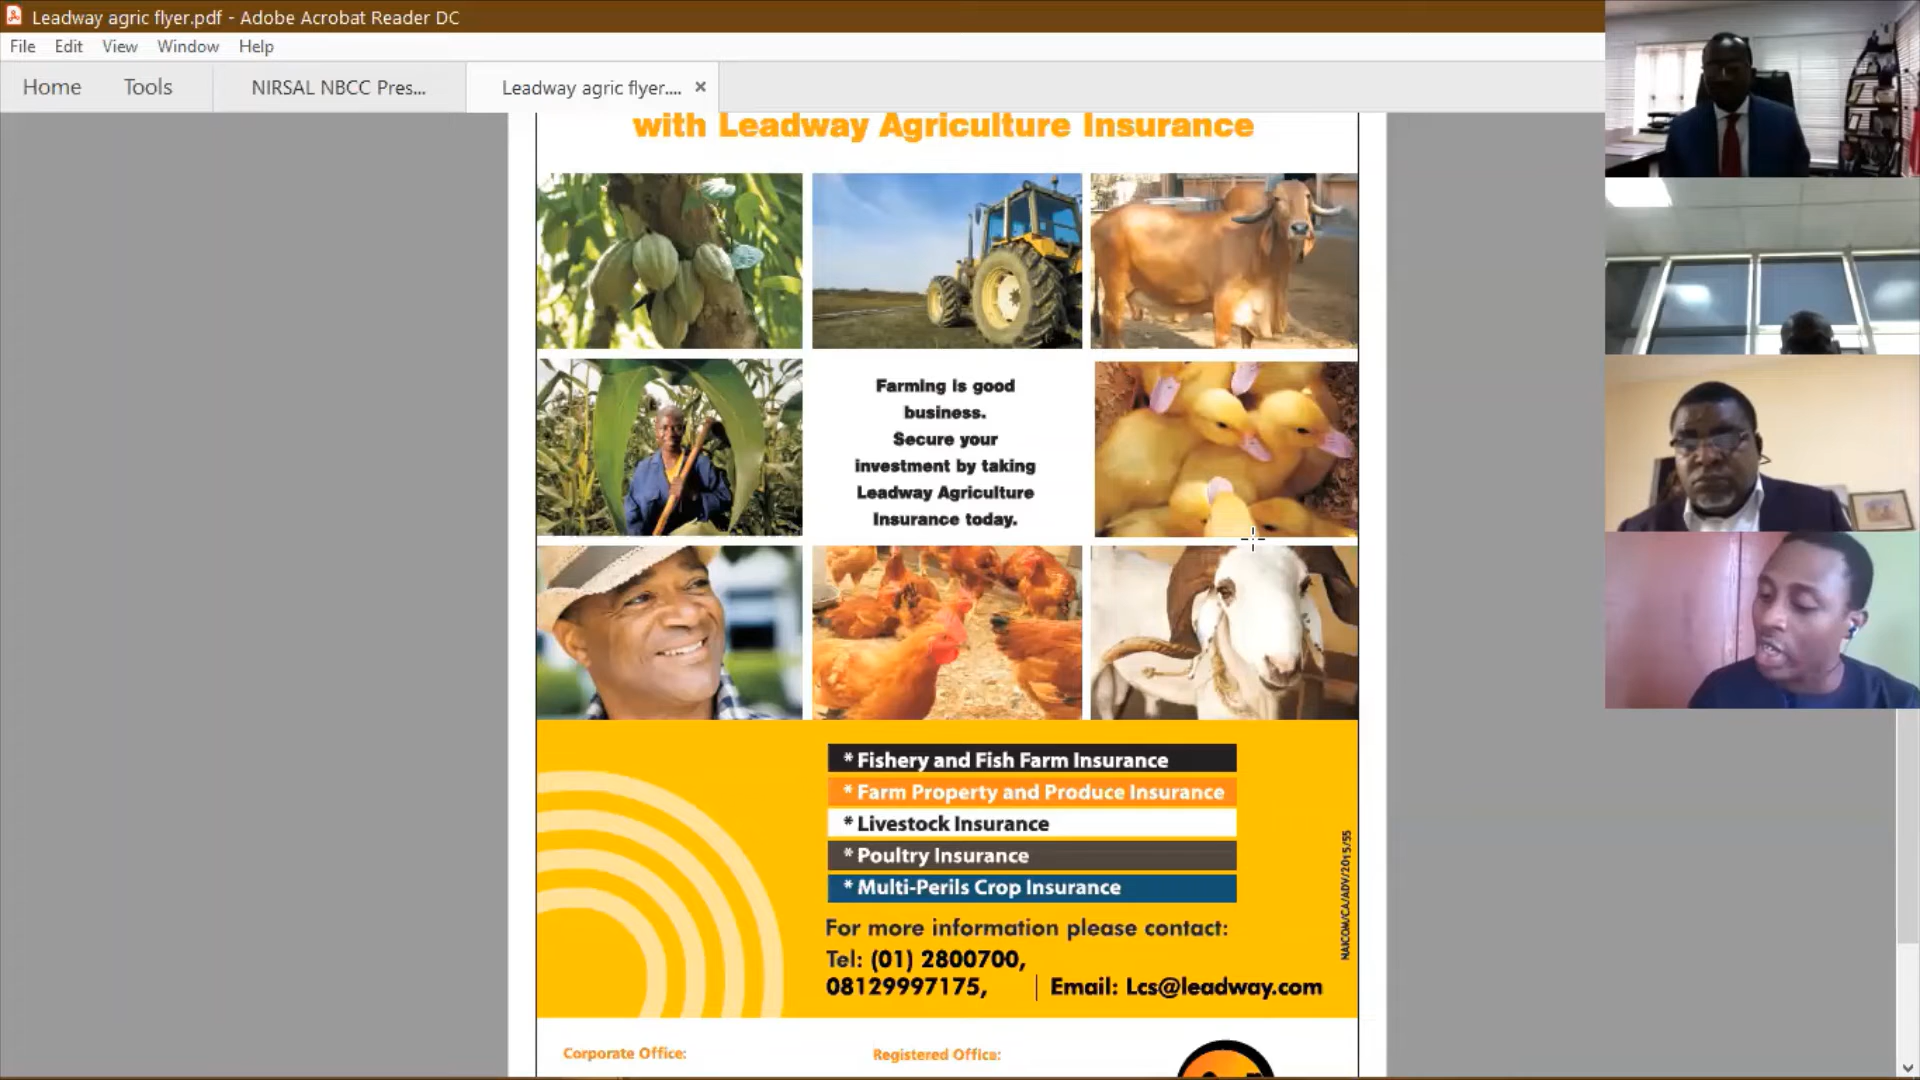 Leadway agric flyer.pdf - Adobe Acrobat Reader DC
File Edit View Window Help
Home Tools NIRSAL NBCC Pres... Leadway agric flyer....
with Leadway Agriculture Insurance
Farming is good
business.
Secure your
investment by taking
Leadway Agriculture
Insurance today.
* Fishery and Fish Farm Insurance
* Farm Property and Produce Insurance
* Livestock Insurance
* Poultry Insurance
* Multi-Perils Crop Insurance
For more information please contact:
Tel: (01) 2800700,
08129997175, | Email: Lcs@leadway.com
NAICOM/CA/ADV/2015/55
Corporate Office: Registered Office: